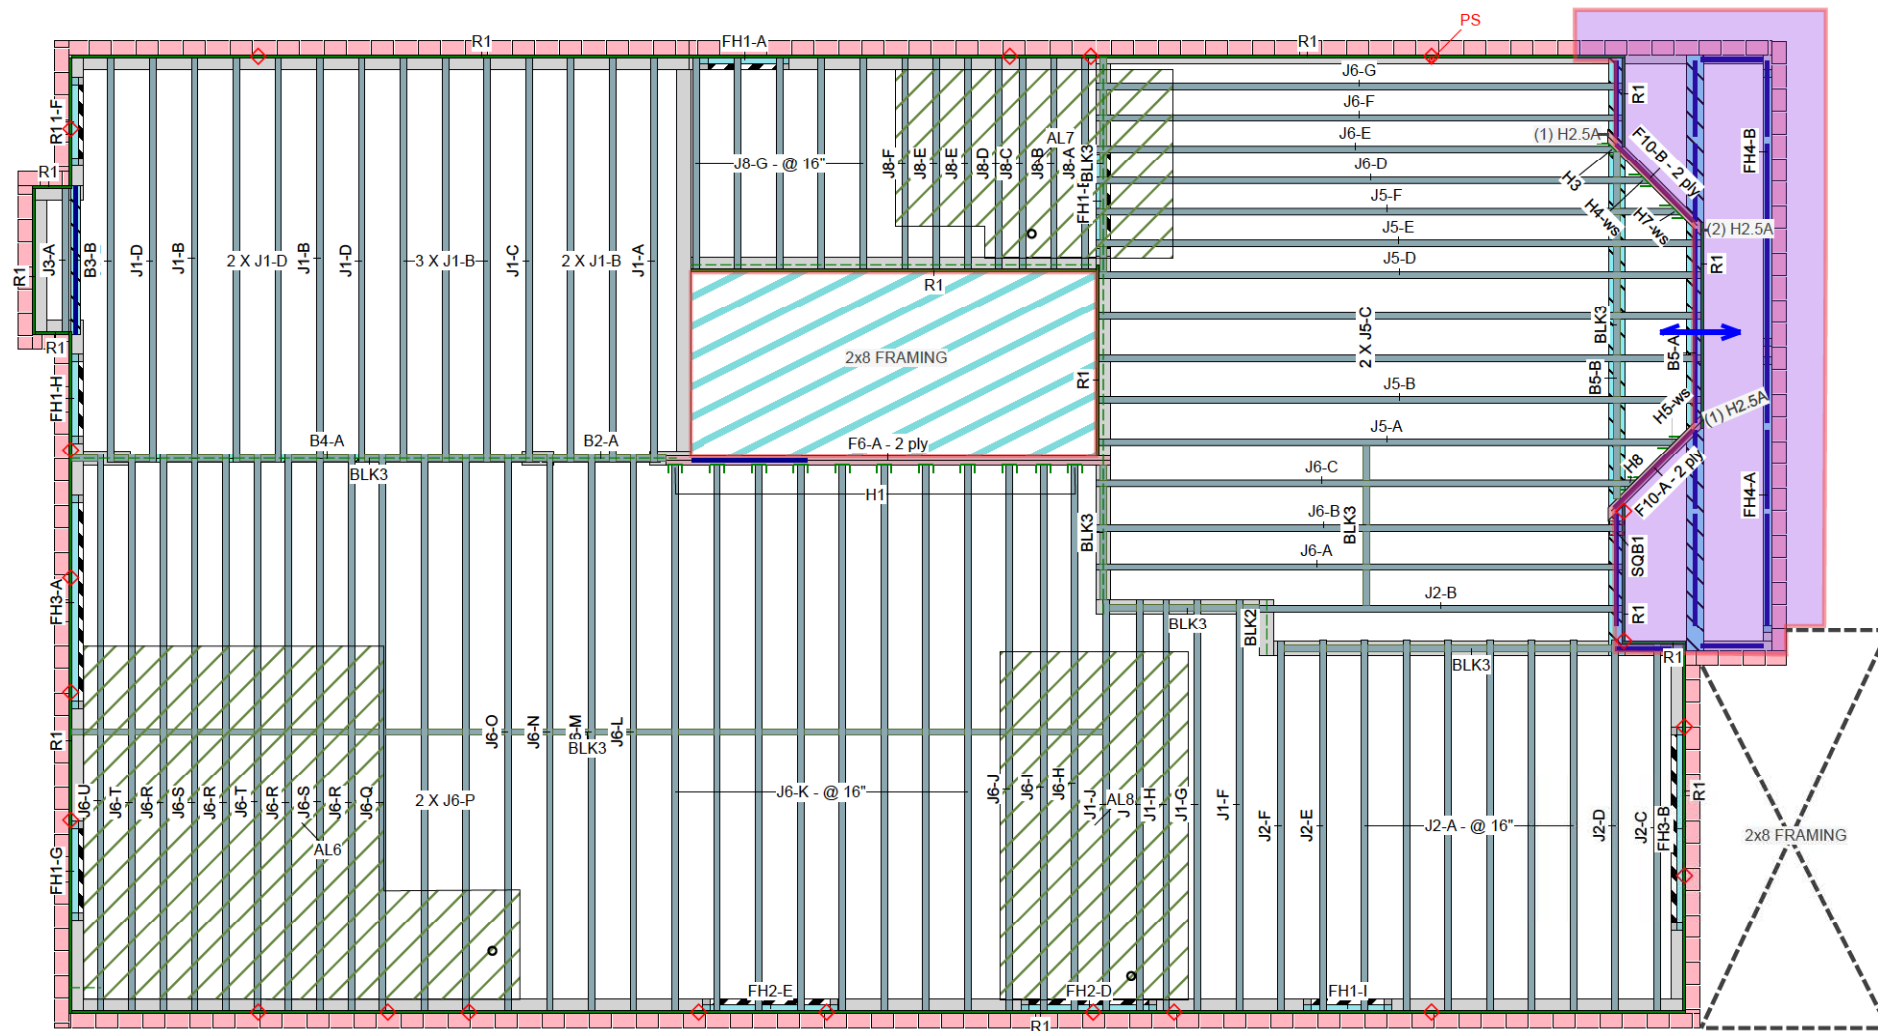 PS
R1
FH1-A
R1
J6-G
J6-F
J6-E
J6-D
J5-F
J5-E
J5-D
2 X J5-C
J5-B
J5-A
J6-C
J6-B
J6-A
J2-B
BLK3
R1
(1) H2.5A
F10-B - 2 ply
FH4-B
H3
H4-ws
H7-ws
(2) H2.5A
R1
BLK3
B5-B
B5-A
H5-ws
(1) H2.5A
H8
F10-A - 2 ply
FH4-A
SQB1
R1
R1
R1
1-F
R1
R1
J3-A
R1
B3-B
J1-D
J1-B
2 X J1-D
J1-B
J1-D
3 X J1-B
J1-C
2 X J1-B
J1-A
J8-G - @ 16"
J8-F
J8-E
J8-E
J8-D
J8-C
J8-B
J8-A
AL7
BLK3
R1
2x8 FRAMING
R1
FH1-H
B4-A
BLK3
B2-A
F6-A - 2 ply
H1
BLK3
BLK3
BLK2
BLK3
FH3-A
R1
FH1-G
J6-U
J6-T
J6-R
J6-S
J6-R
J6-T
J6-R
J6-S
J6-R
J6-Q
AL6
2 X J6-P
J6-O
J6-N
BLK3
J6-L
J6-K - @ 16"
J6-J
J6-I
J6-H
J1-J
AL8
J1-H
J1-G
J1-F
J2-F
J2-E
J2-A - @ 16"
J2-D
J2-C
FH3-B
R1
2x8 FRAMING
FH2-E
FH2-D
FH1-I
R1